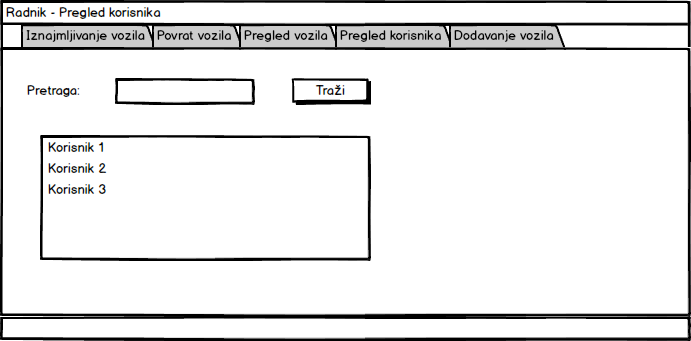 Radnik - Pregled korisnika
Iznajmljivanje vozila Povrat vozila Pregled vozila Pregled korisnika Dodavanje vozila
Pretraga: Traži
Korisnik 1
Korisnik 2
Korisnik 3